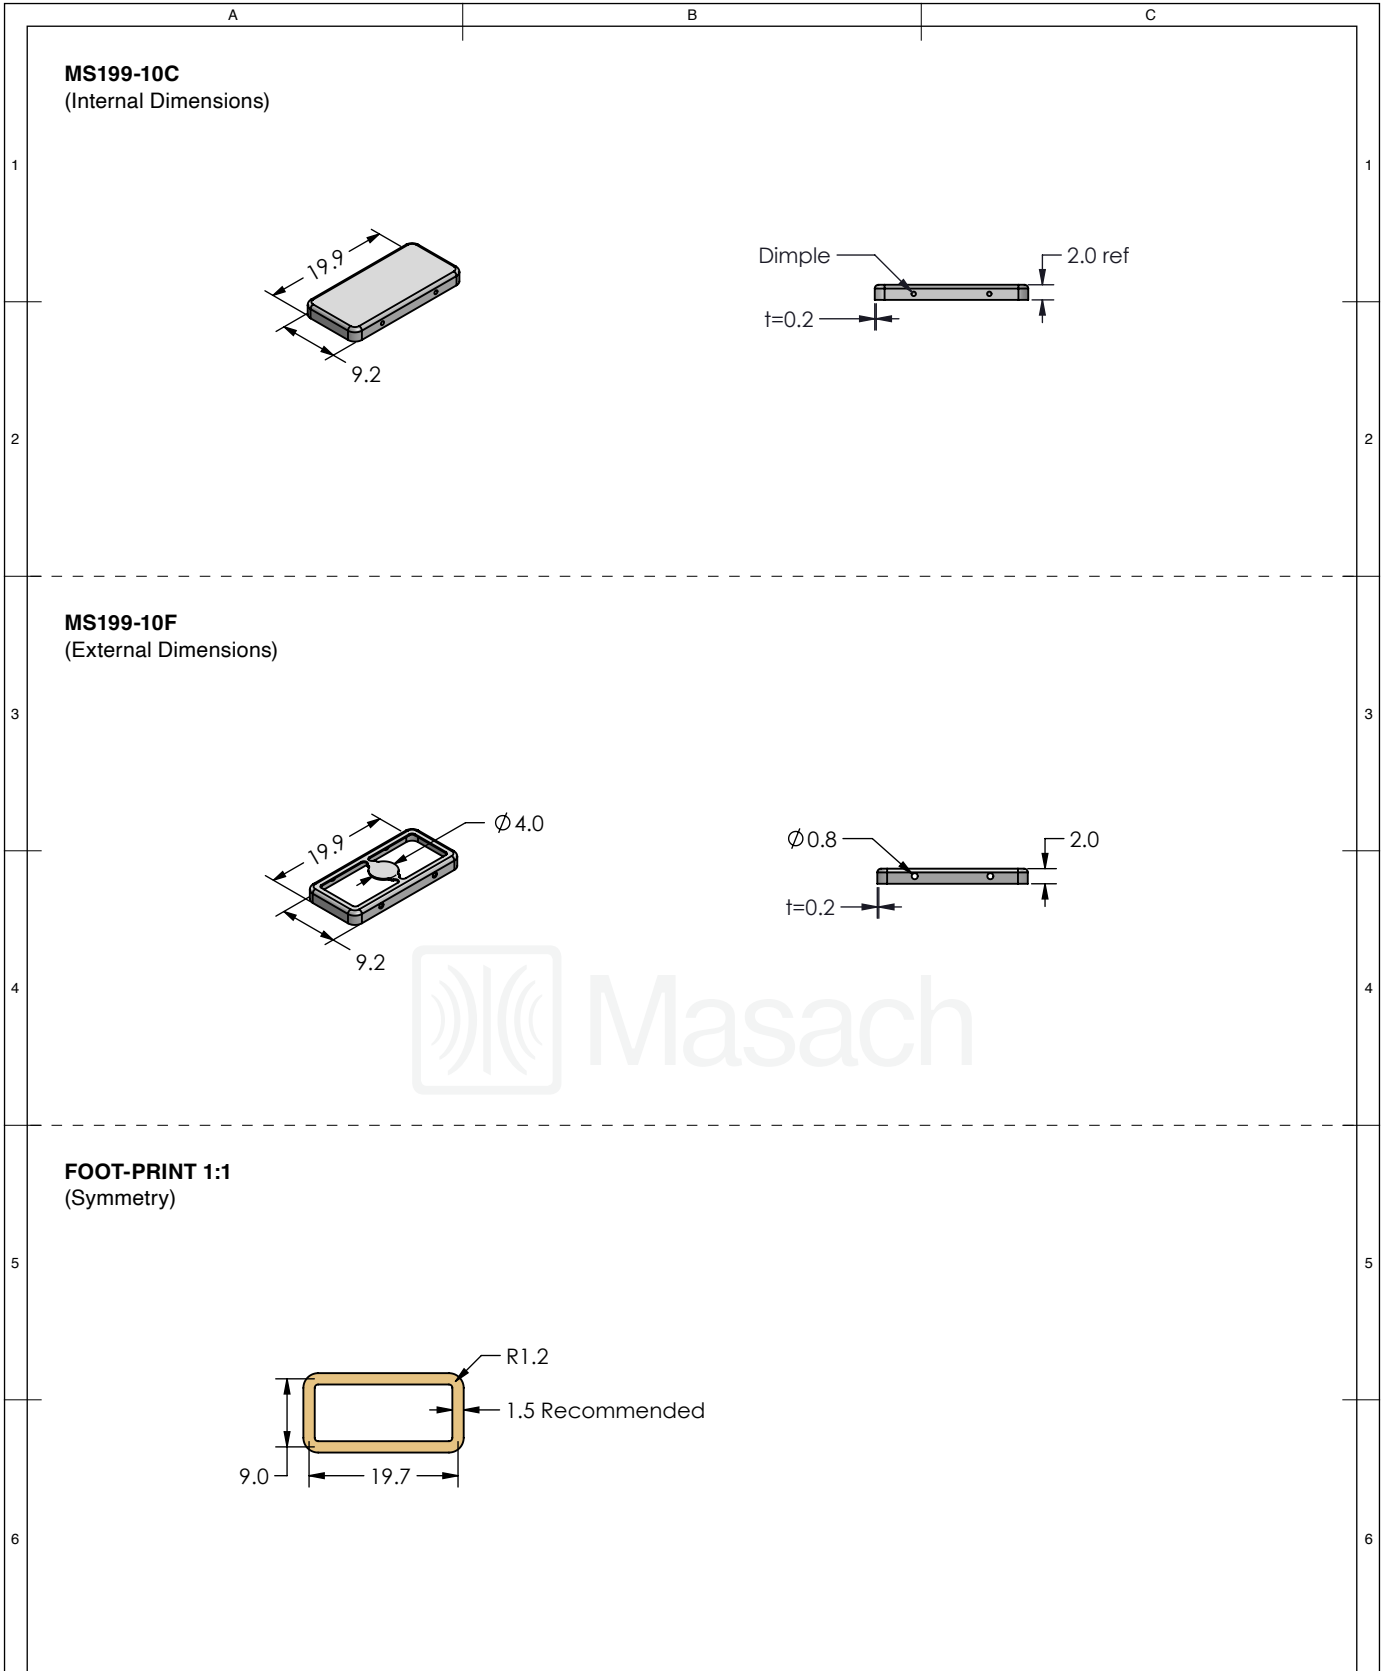 A B C
MS199-10C
(Internal Dimensions)
1 1
19.9
9.2
Dimple
2.0 ref
t=0.2
2 2
MS199-10F
(External Dimensions)
3 3
19.9
Ø4.0
9.2
Ø0.8
2.0
t=0.2
Masach
4 4
FOOT-PRINT 1:1
(Symmetry)
5 5
R1.2
1.5 Recommended
9.0
19.7
6 6